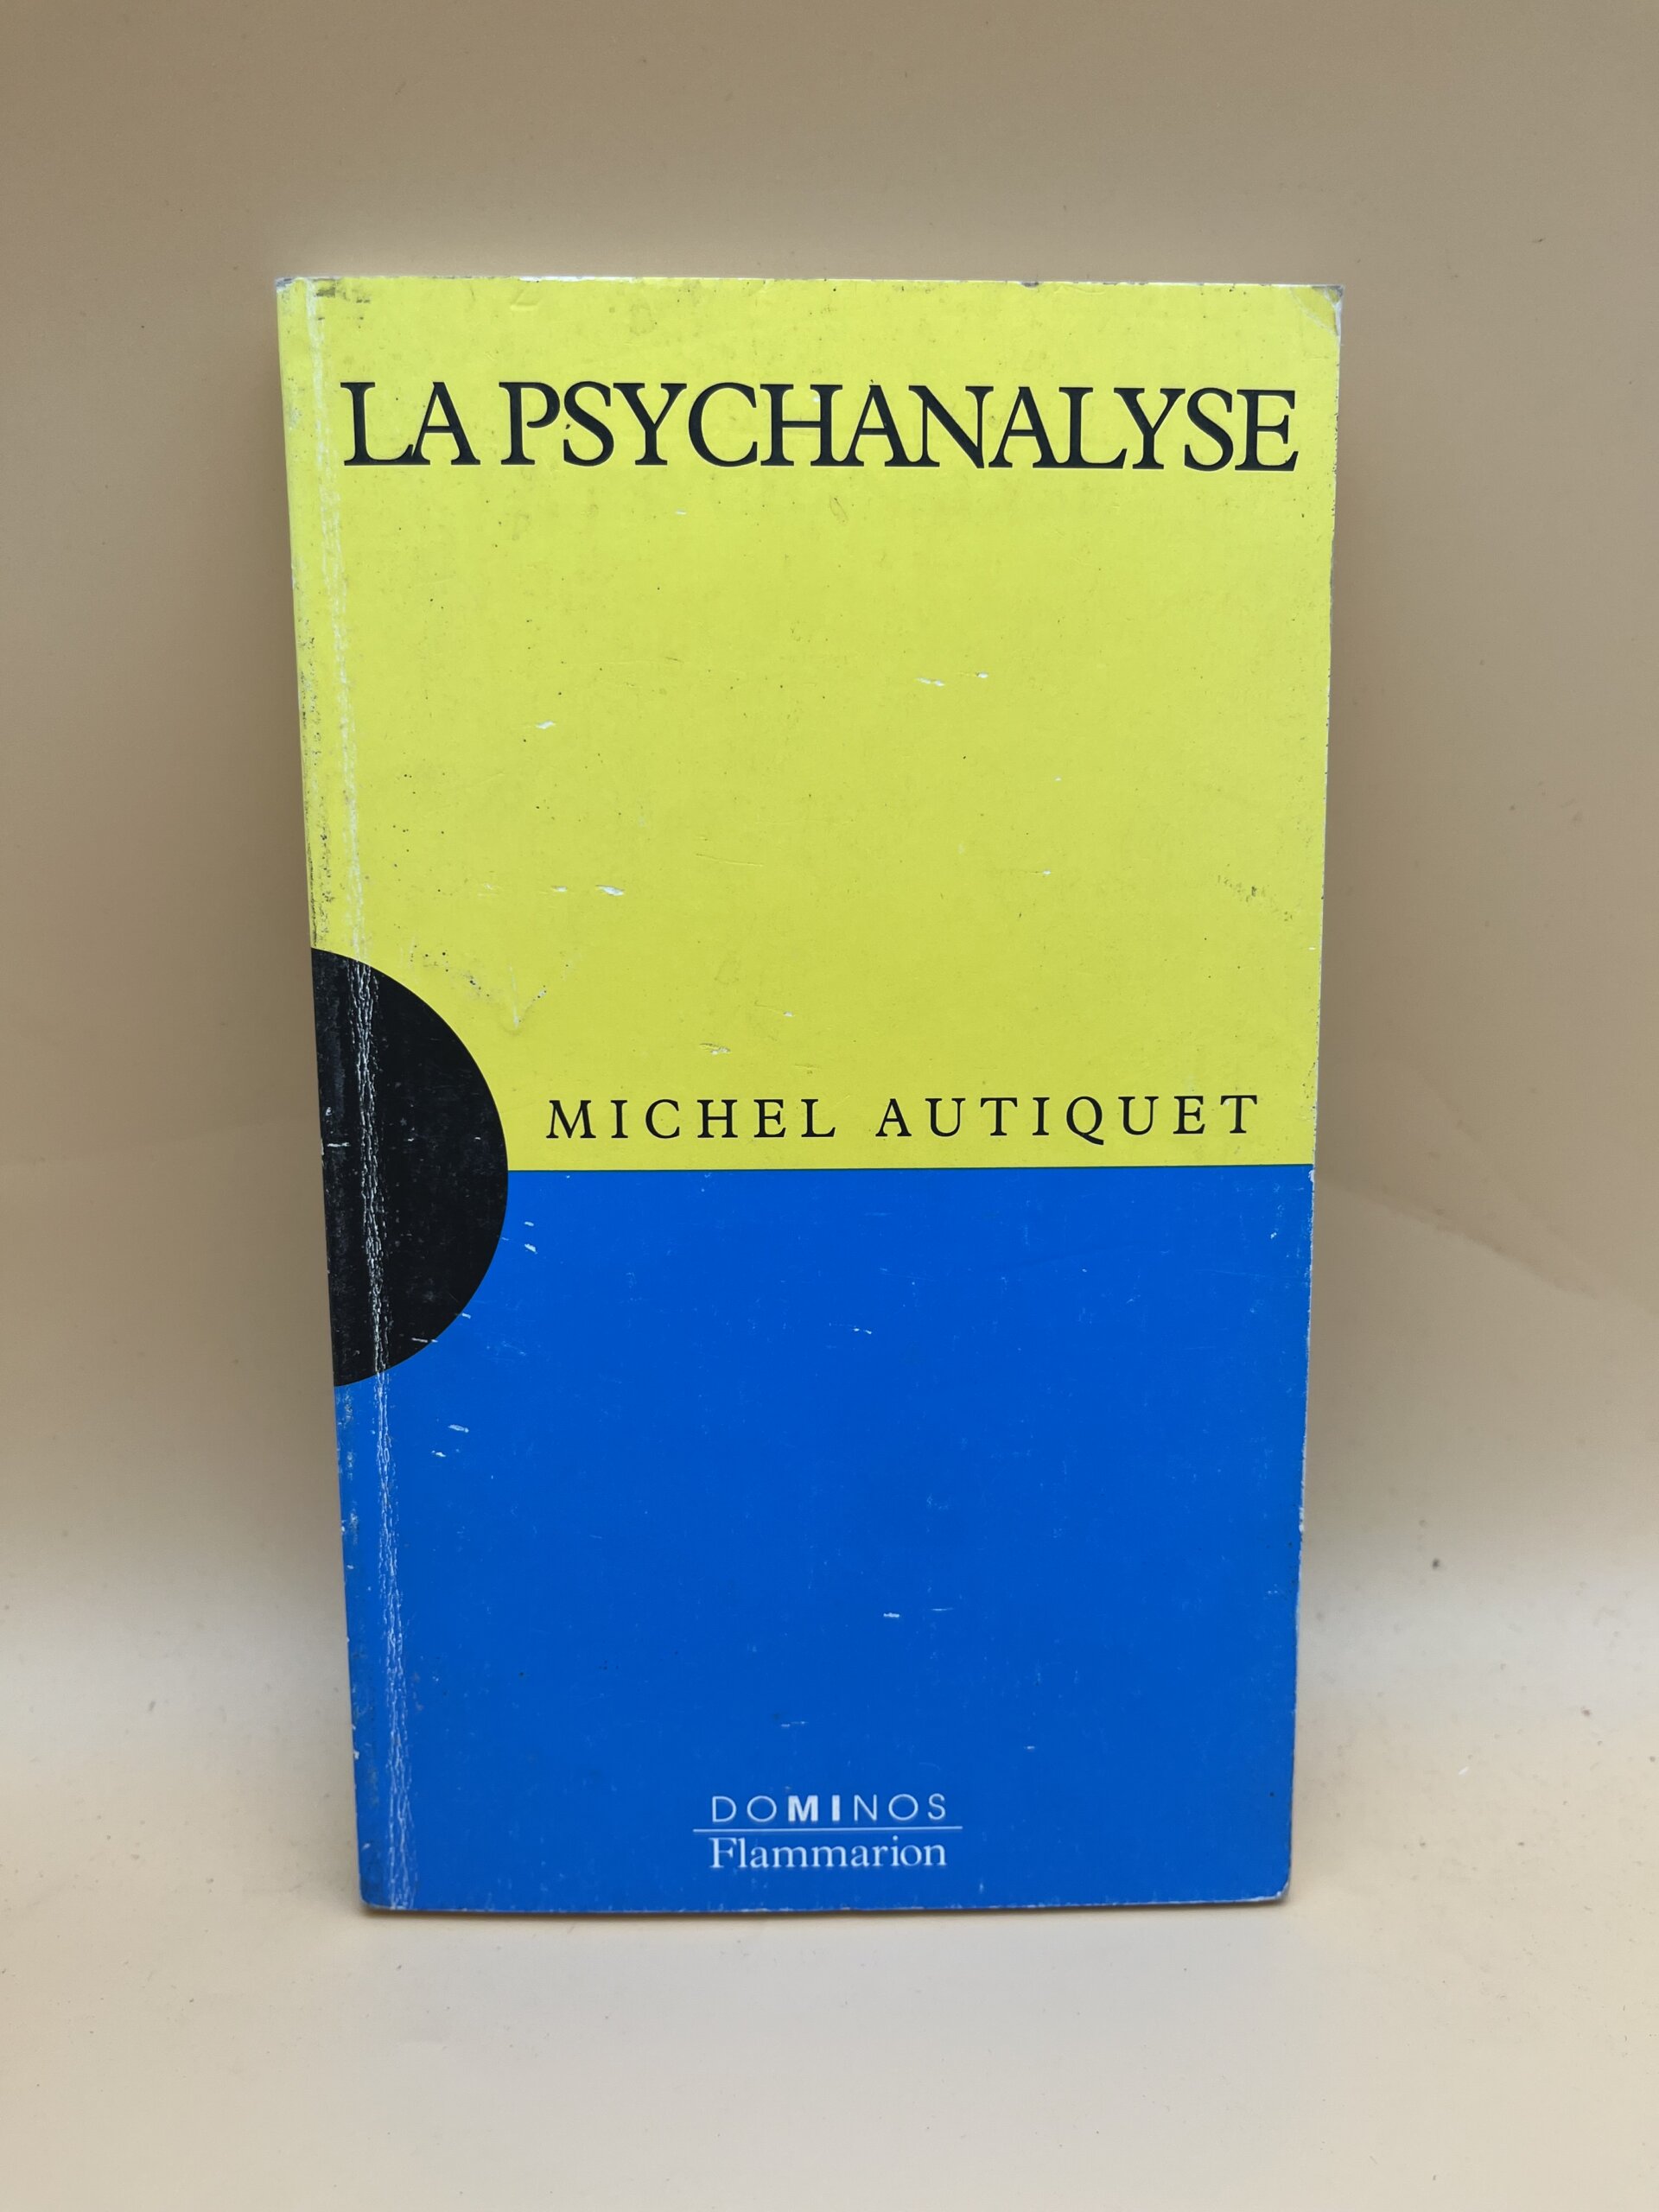 LA PSYCHANALYSE
MICHEL AUTIQUET
DOMINOS
Flammarion